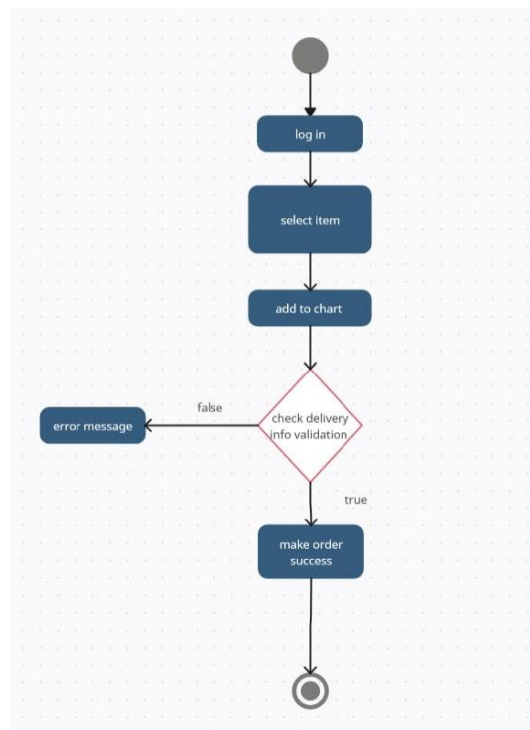 log in
select item
add to chart
false
check delivery
info validation
error message
true
make order
success